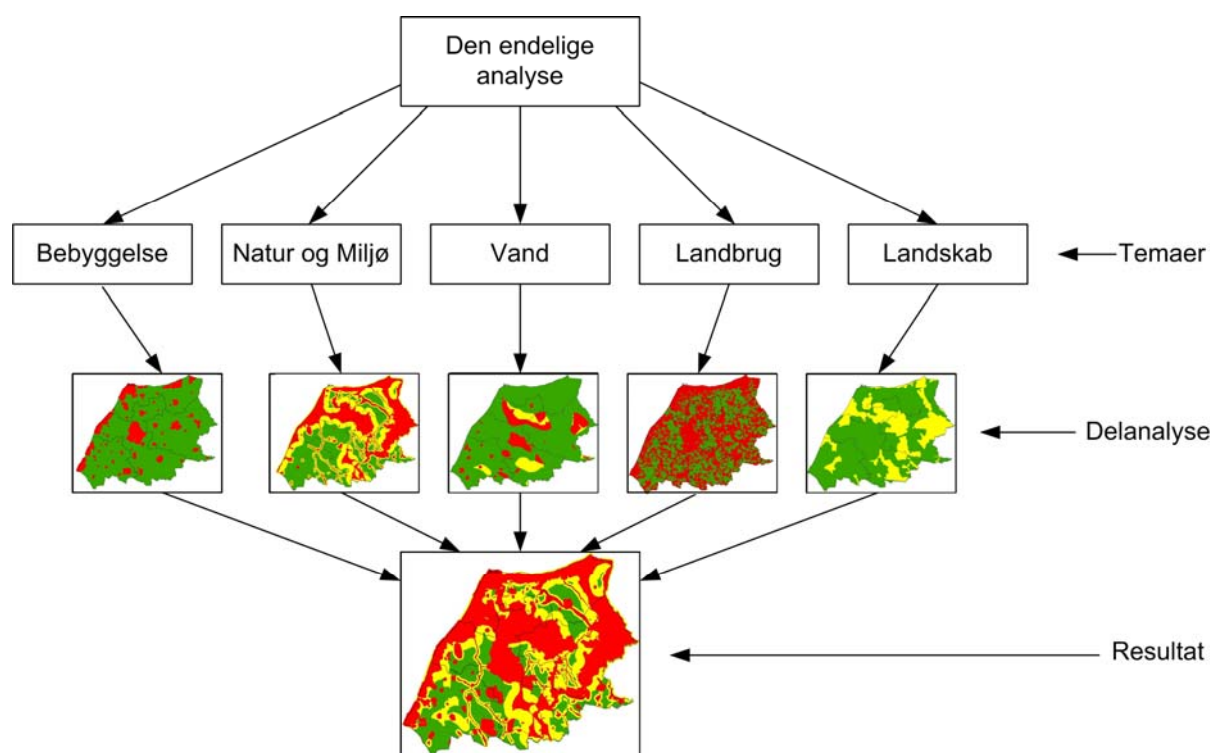 Den endelige
analyse
Bebyggelse
Natur og Miljø
Vand
Landbrug
Landskab
Temaer
Delanalyse
Resultat